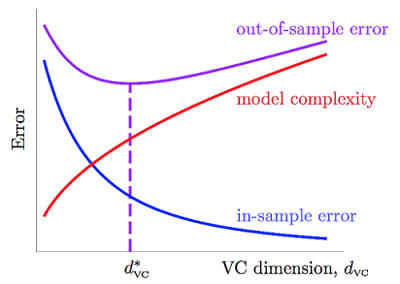 out-of-sample error
model complexity
Error
in-sample error
d*VC
VC dimension, dVC